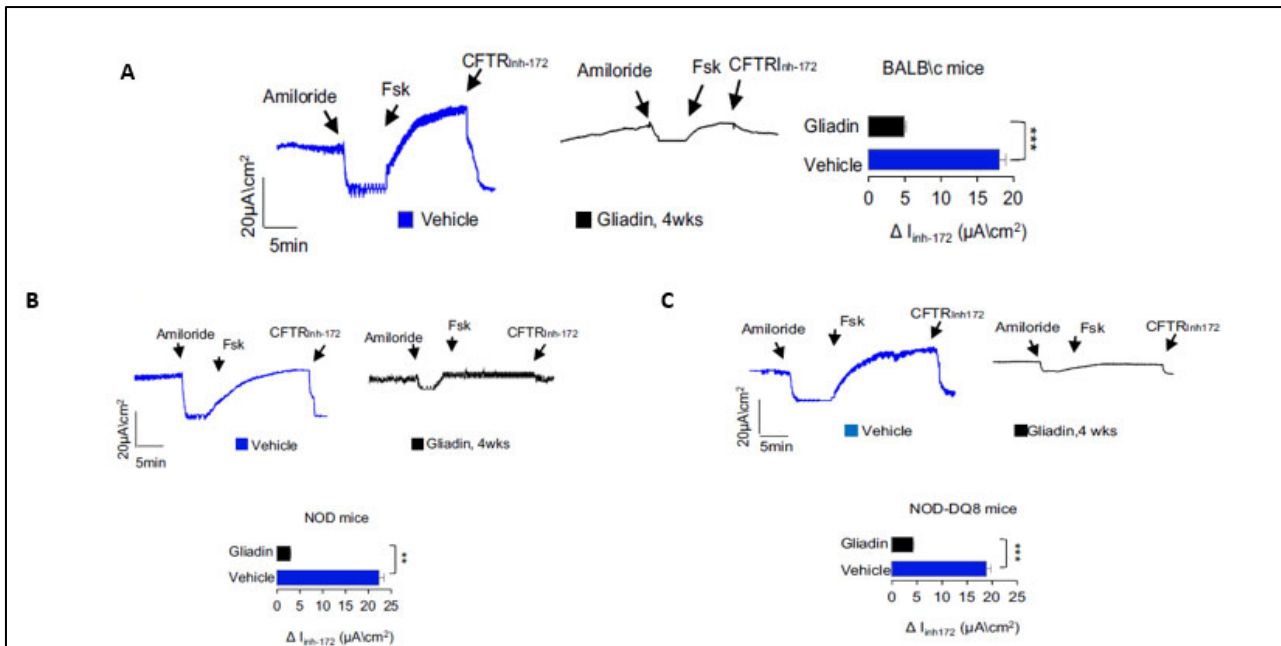 A
Amiloride
Fsk
CFTRInh-172
20µA\cm2
5min
Vehicle
Amiloride
Fsk
CFTRInh-172
Gliadin, 4wks
BALB\c mice
Gliadin
Vehicle
***
0 5 10 15 20
Δ Iinh-172 (µA\cm2)
B
Amiloride
Fsk
CFTRInh-172
20µA\cm2
5min
Vehicle
Amiloride
Fsk
CFTRInh-172
Gliadin, 4wks
NOD mice
Gliadin
Vehicle
**
0 5 10 15 20 25
Δ Iinh-172 (µA\cm2)
C
Amiloride
Fsk
CFTRInh172
20µA\cm2
5min
Vehicle
Amiloride
Fsk
CFTRInh172
Gliadin,4 wks
NOD-DQ8 mice
Gliadin
Vehicle
***
0 5 10 15 20 25
Δ Iinh172 (µA\cm2)